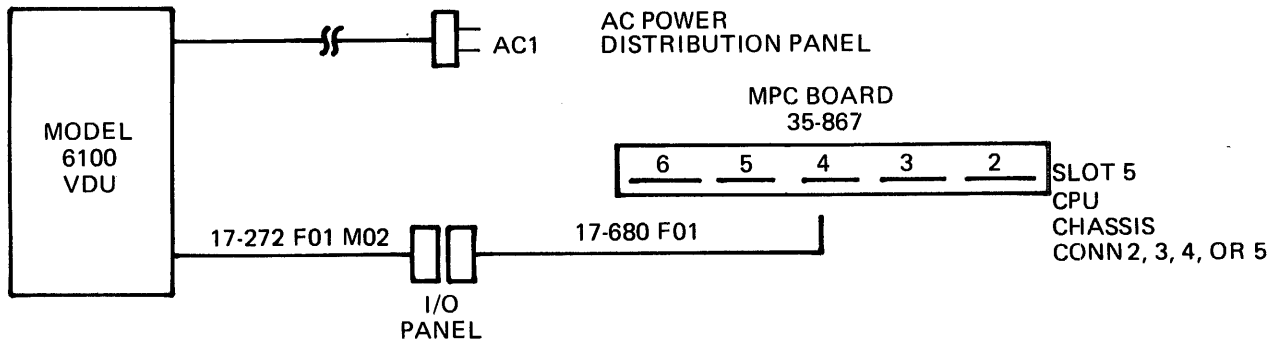 AC POWER
DISTRIBUTION PANEL
AC1
MPC BOARD
35-867
MODEL
6100
VDU
6 5 4 3 2
SLOT 5
CPU
CHASSIS
CONN 2, 3, 4, OR 5
17-272 F01 M02
17-680 F01
I/O
PANEL